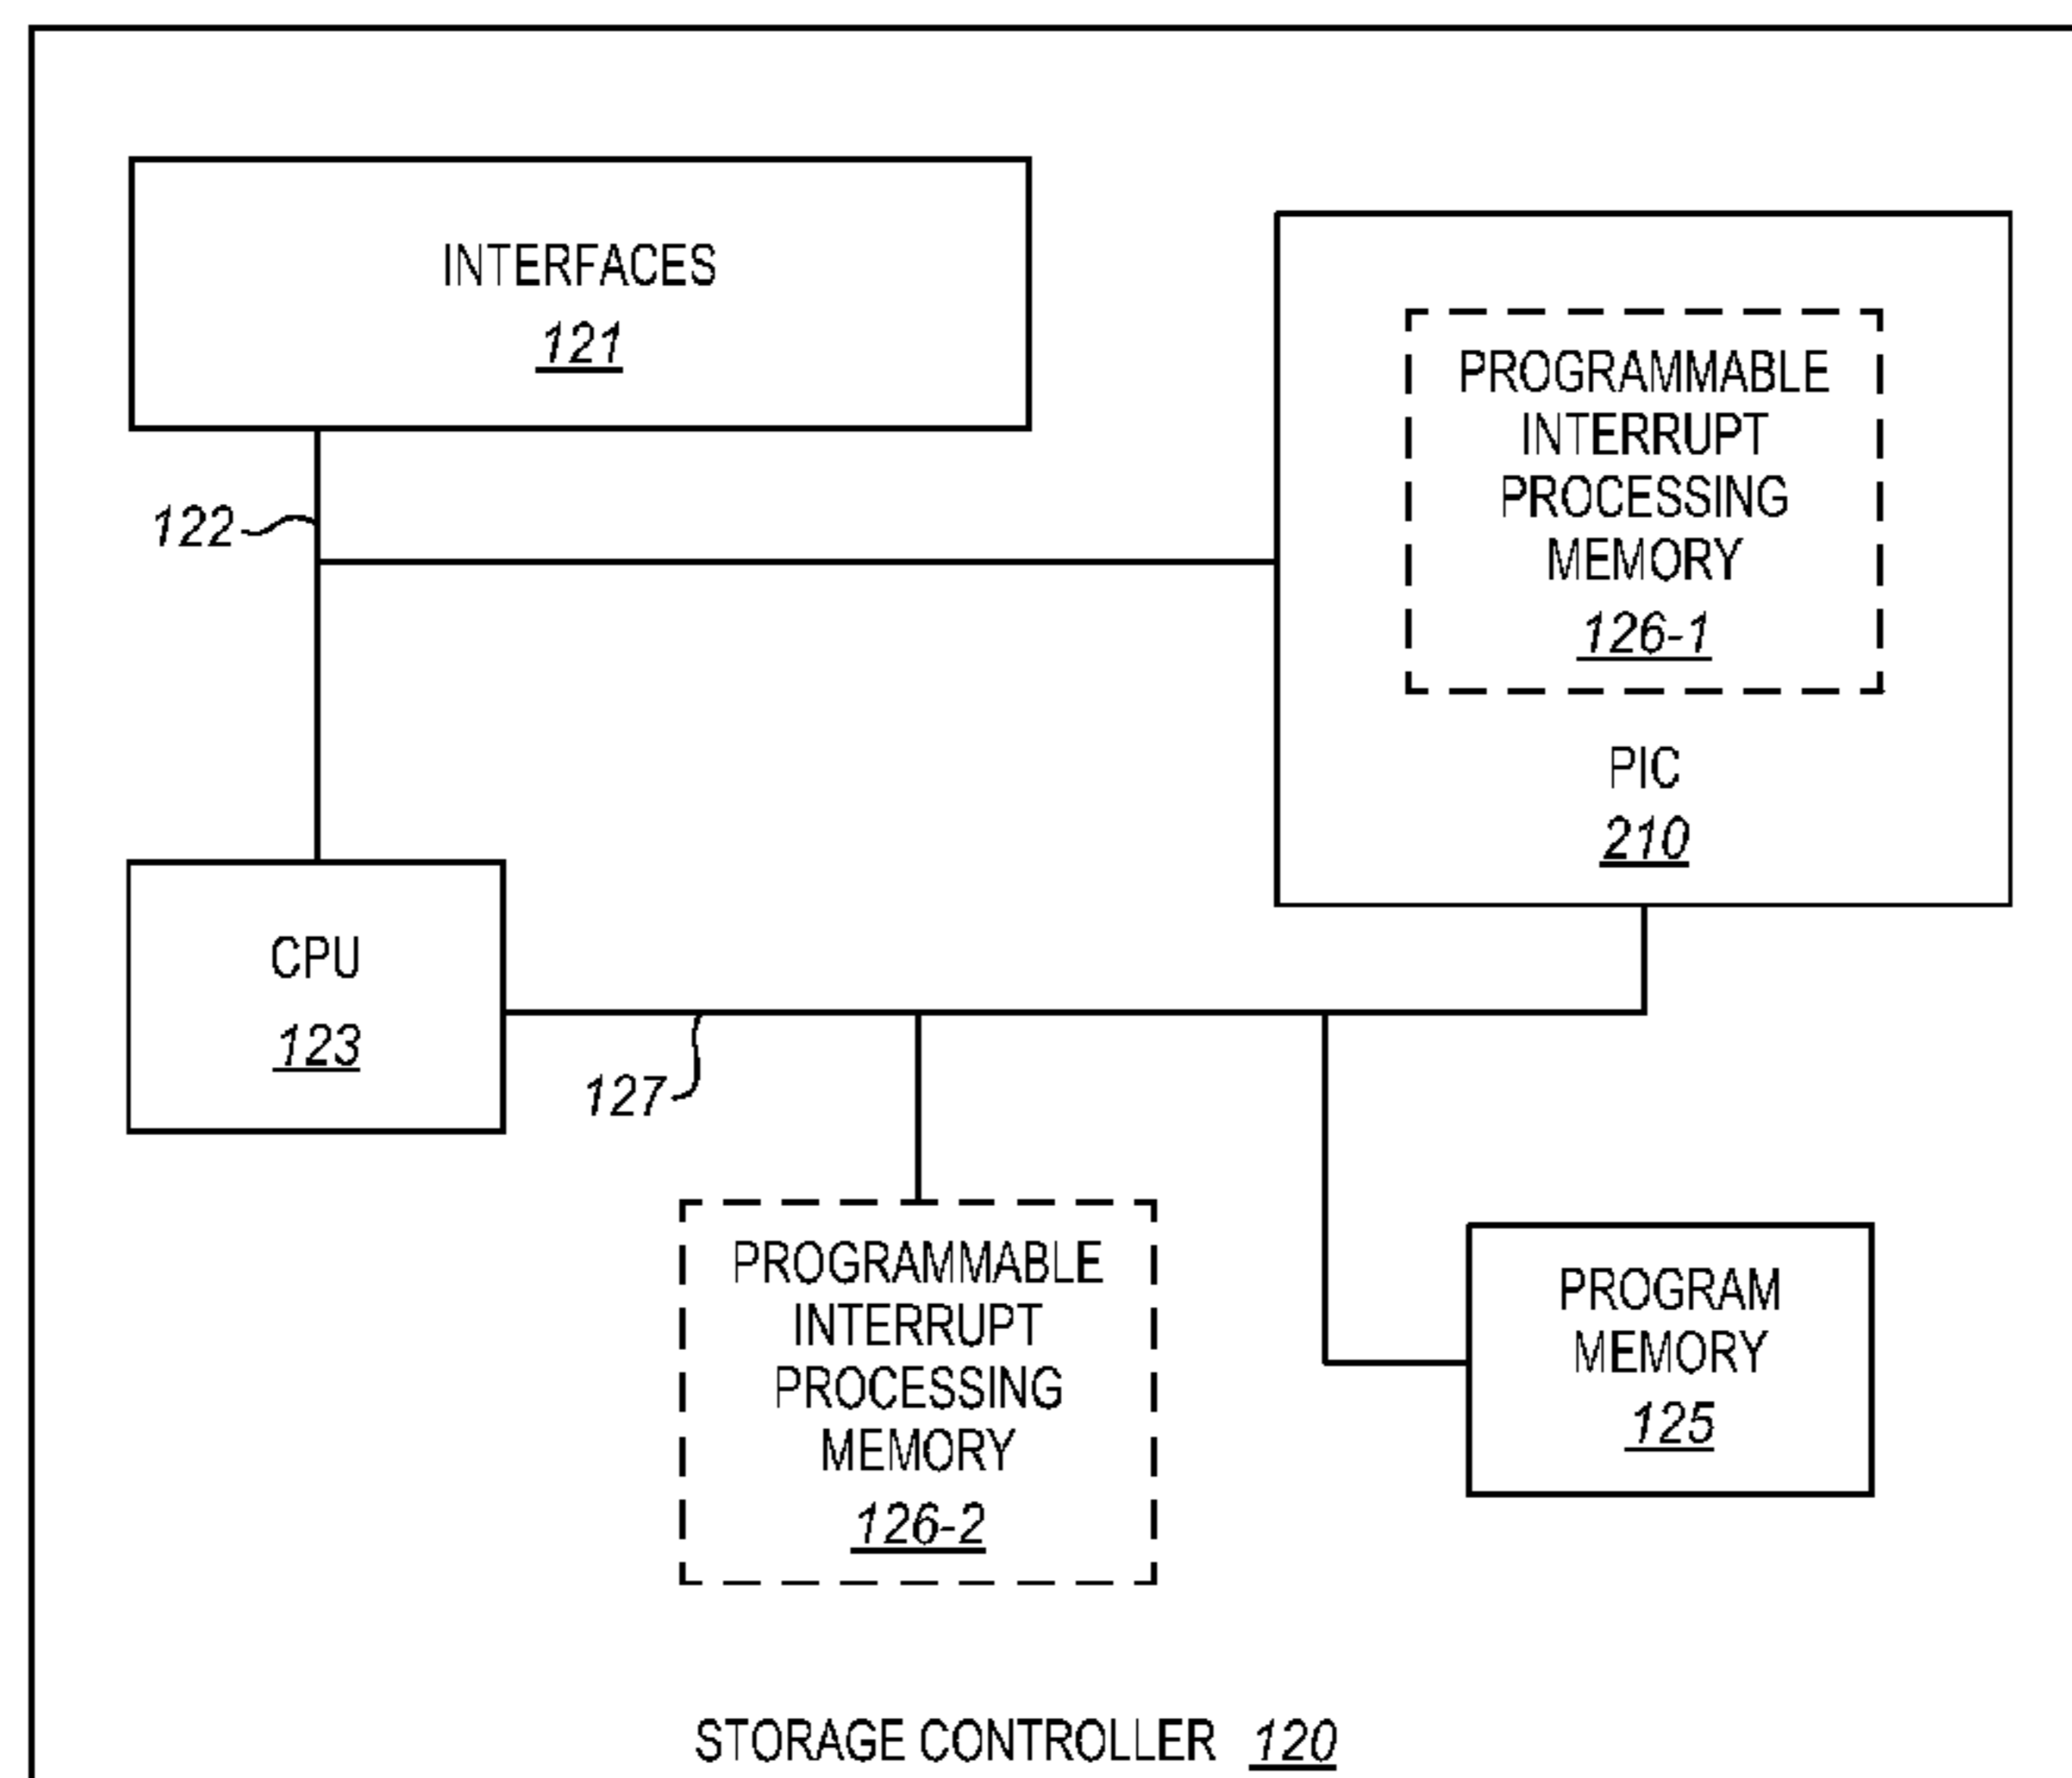 INTERFACES
121
PROGRAMMABLE
INTERRUPT
PROCESSING
MEMORY
126-1
PIC
210
122
CPU
123
127
PROGRAMMABLE
INTERRUPT
PROCESSING
MEMORY
126-2
PROGRAM
MEMORY
125
STORAGE CONTROLLER 120